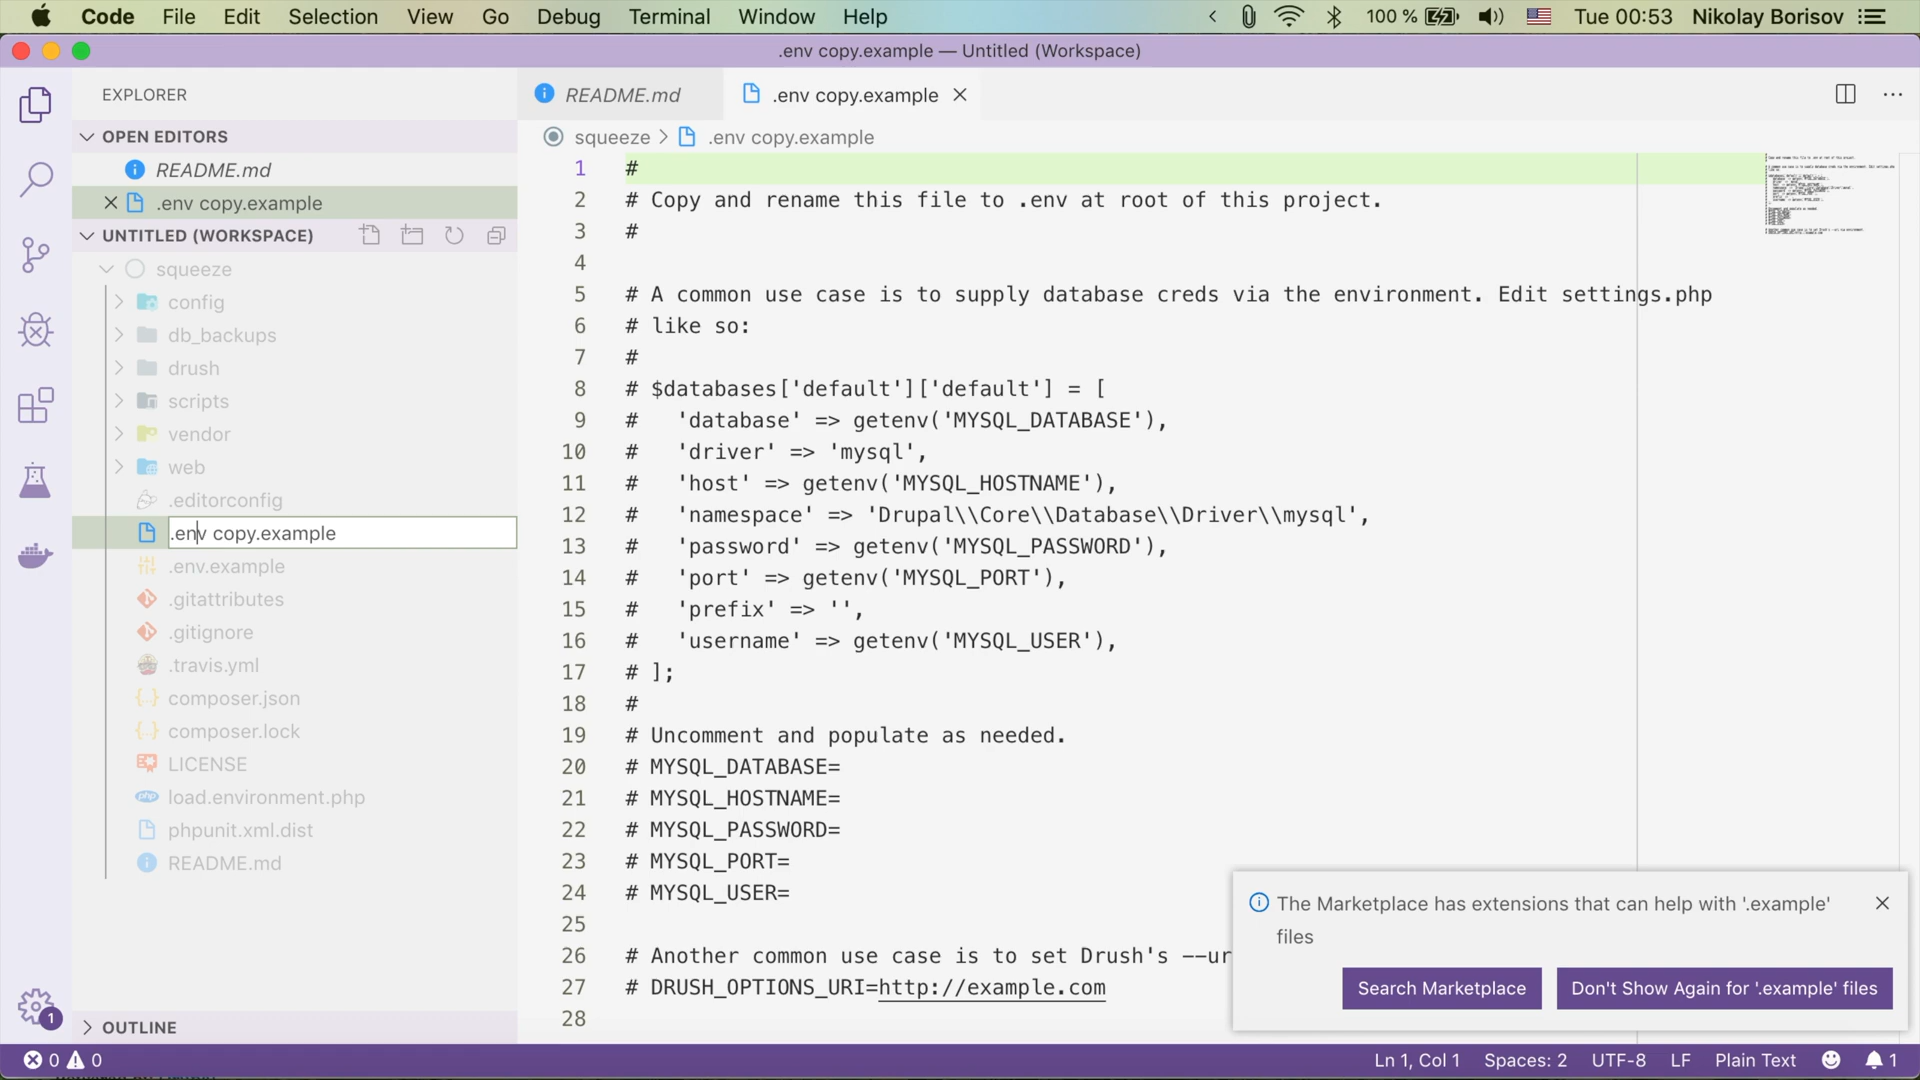 Code File Edit Selection View Go Debug Terminal Window Help 100 % Tue 00:53 Nikolay Borisov
.env copy.example — Untitled (Workspace)
EXPLORER
OPEN EDITORS
README.md
.env copy.example
UNTITLED (WORKSPACE)
squeeze
config
db_backups
drush
scripts
vendor
web
.editorconfig
.env copy.example
.env.example
.gitattributes
.gitignore
.travis.yml
composer.json
composer.lock
LICENSE
load.environment.php
phpunit.xml.dist
README.md
OUTLINE
README.md .env copy.example
squeeze > .env copy.example
1 #
2 # Copy and rename this file to .env at root of this project.
3 #
4
5 # A common use case is to supply database creds via the environment. Edit settings.php
6 # like so:
7 #
8 # $databases['default']['default'] = [
9 #   'database' => getenv('MYSQL_DATABASE'),
10 #   'driver' => 'mysql',
11 #   'host' => getenv('MYSQL_HOSTNAME'),
12 #   'namespace' => 'Drupal\\Core\\Database\\Driver\\mysql',
13 #   'password' => getenv('MYSQL_PASSWORD'),
14 #   'port' => getenv('MYSQL_PORT'),
15 #   'prefix' => '',
16 #   'username' => getenv('MYSQL_USER'),
17 # ];
18 #
19 # Uncomment and populate as needed.
20 # MYSQL_DATABASE=
21 # MYSQL_HOSTNAME=
22 # MYSQL_PASSWORD=
23 # MYSQL_PORT=
24 # MYSQL_USER=
25
26 # Another common use case is to set Drush's --ur
27 # DRUSH_OPTIONS_URI=http://example.com
28
The Marketplace has extensions that can help with '.example'
files
Search Marketplace Don't Show Again for '.example' files
1
0 0 Ln 1, Col 1 Spaces: 2 UTF-8 LF Plain Text 1